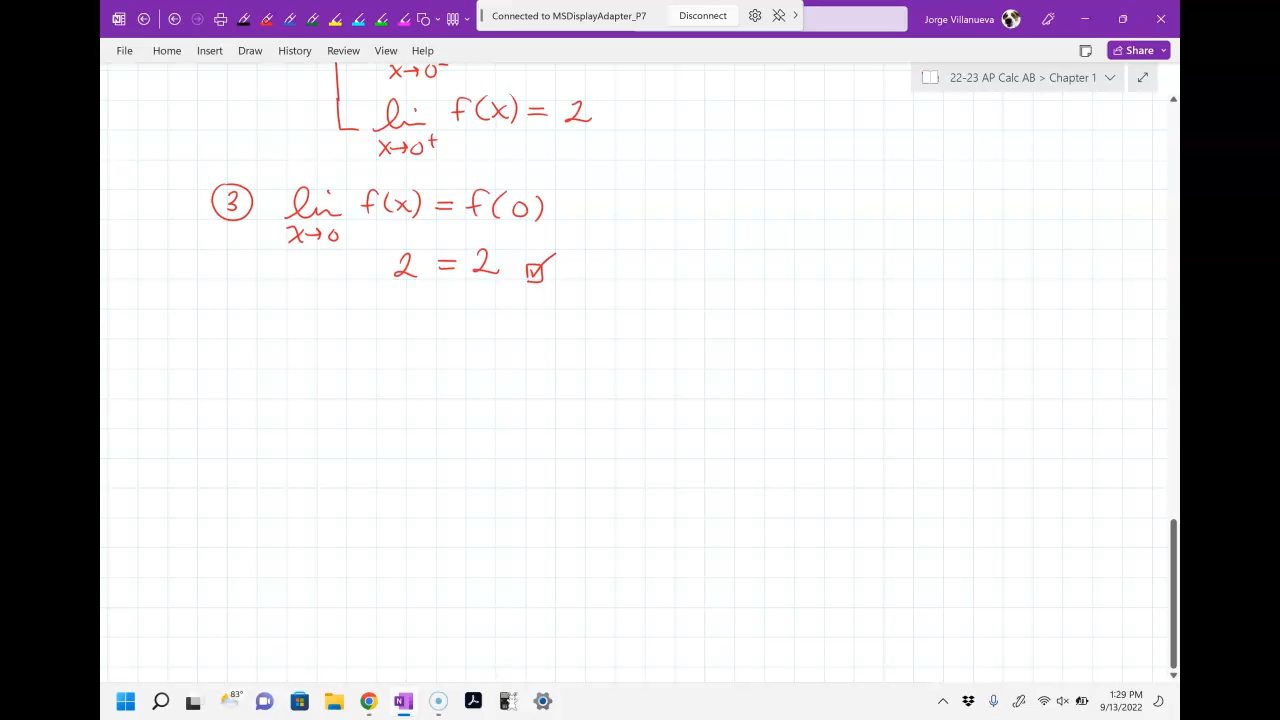 Connected to MSDisplayAdapter_P7 Disconnect
Jorge Villanueva
File Home Insert Draw History Review View Help Share
22-23 AP Calc AB > Chapter 1
x→0⁻
lim f(x) = 2
x→0⁺
③ lim f(x) = f(0)
x→0
2 = 2 ☑
83°
1:29 PM
9/13/2022